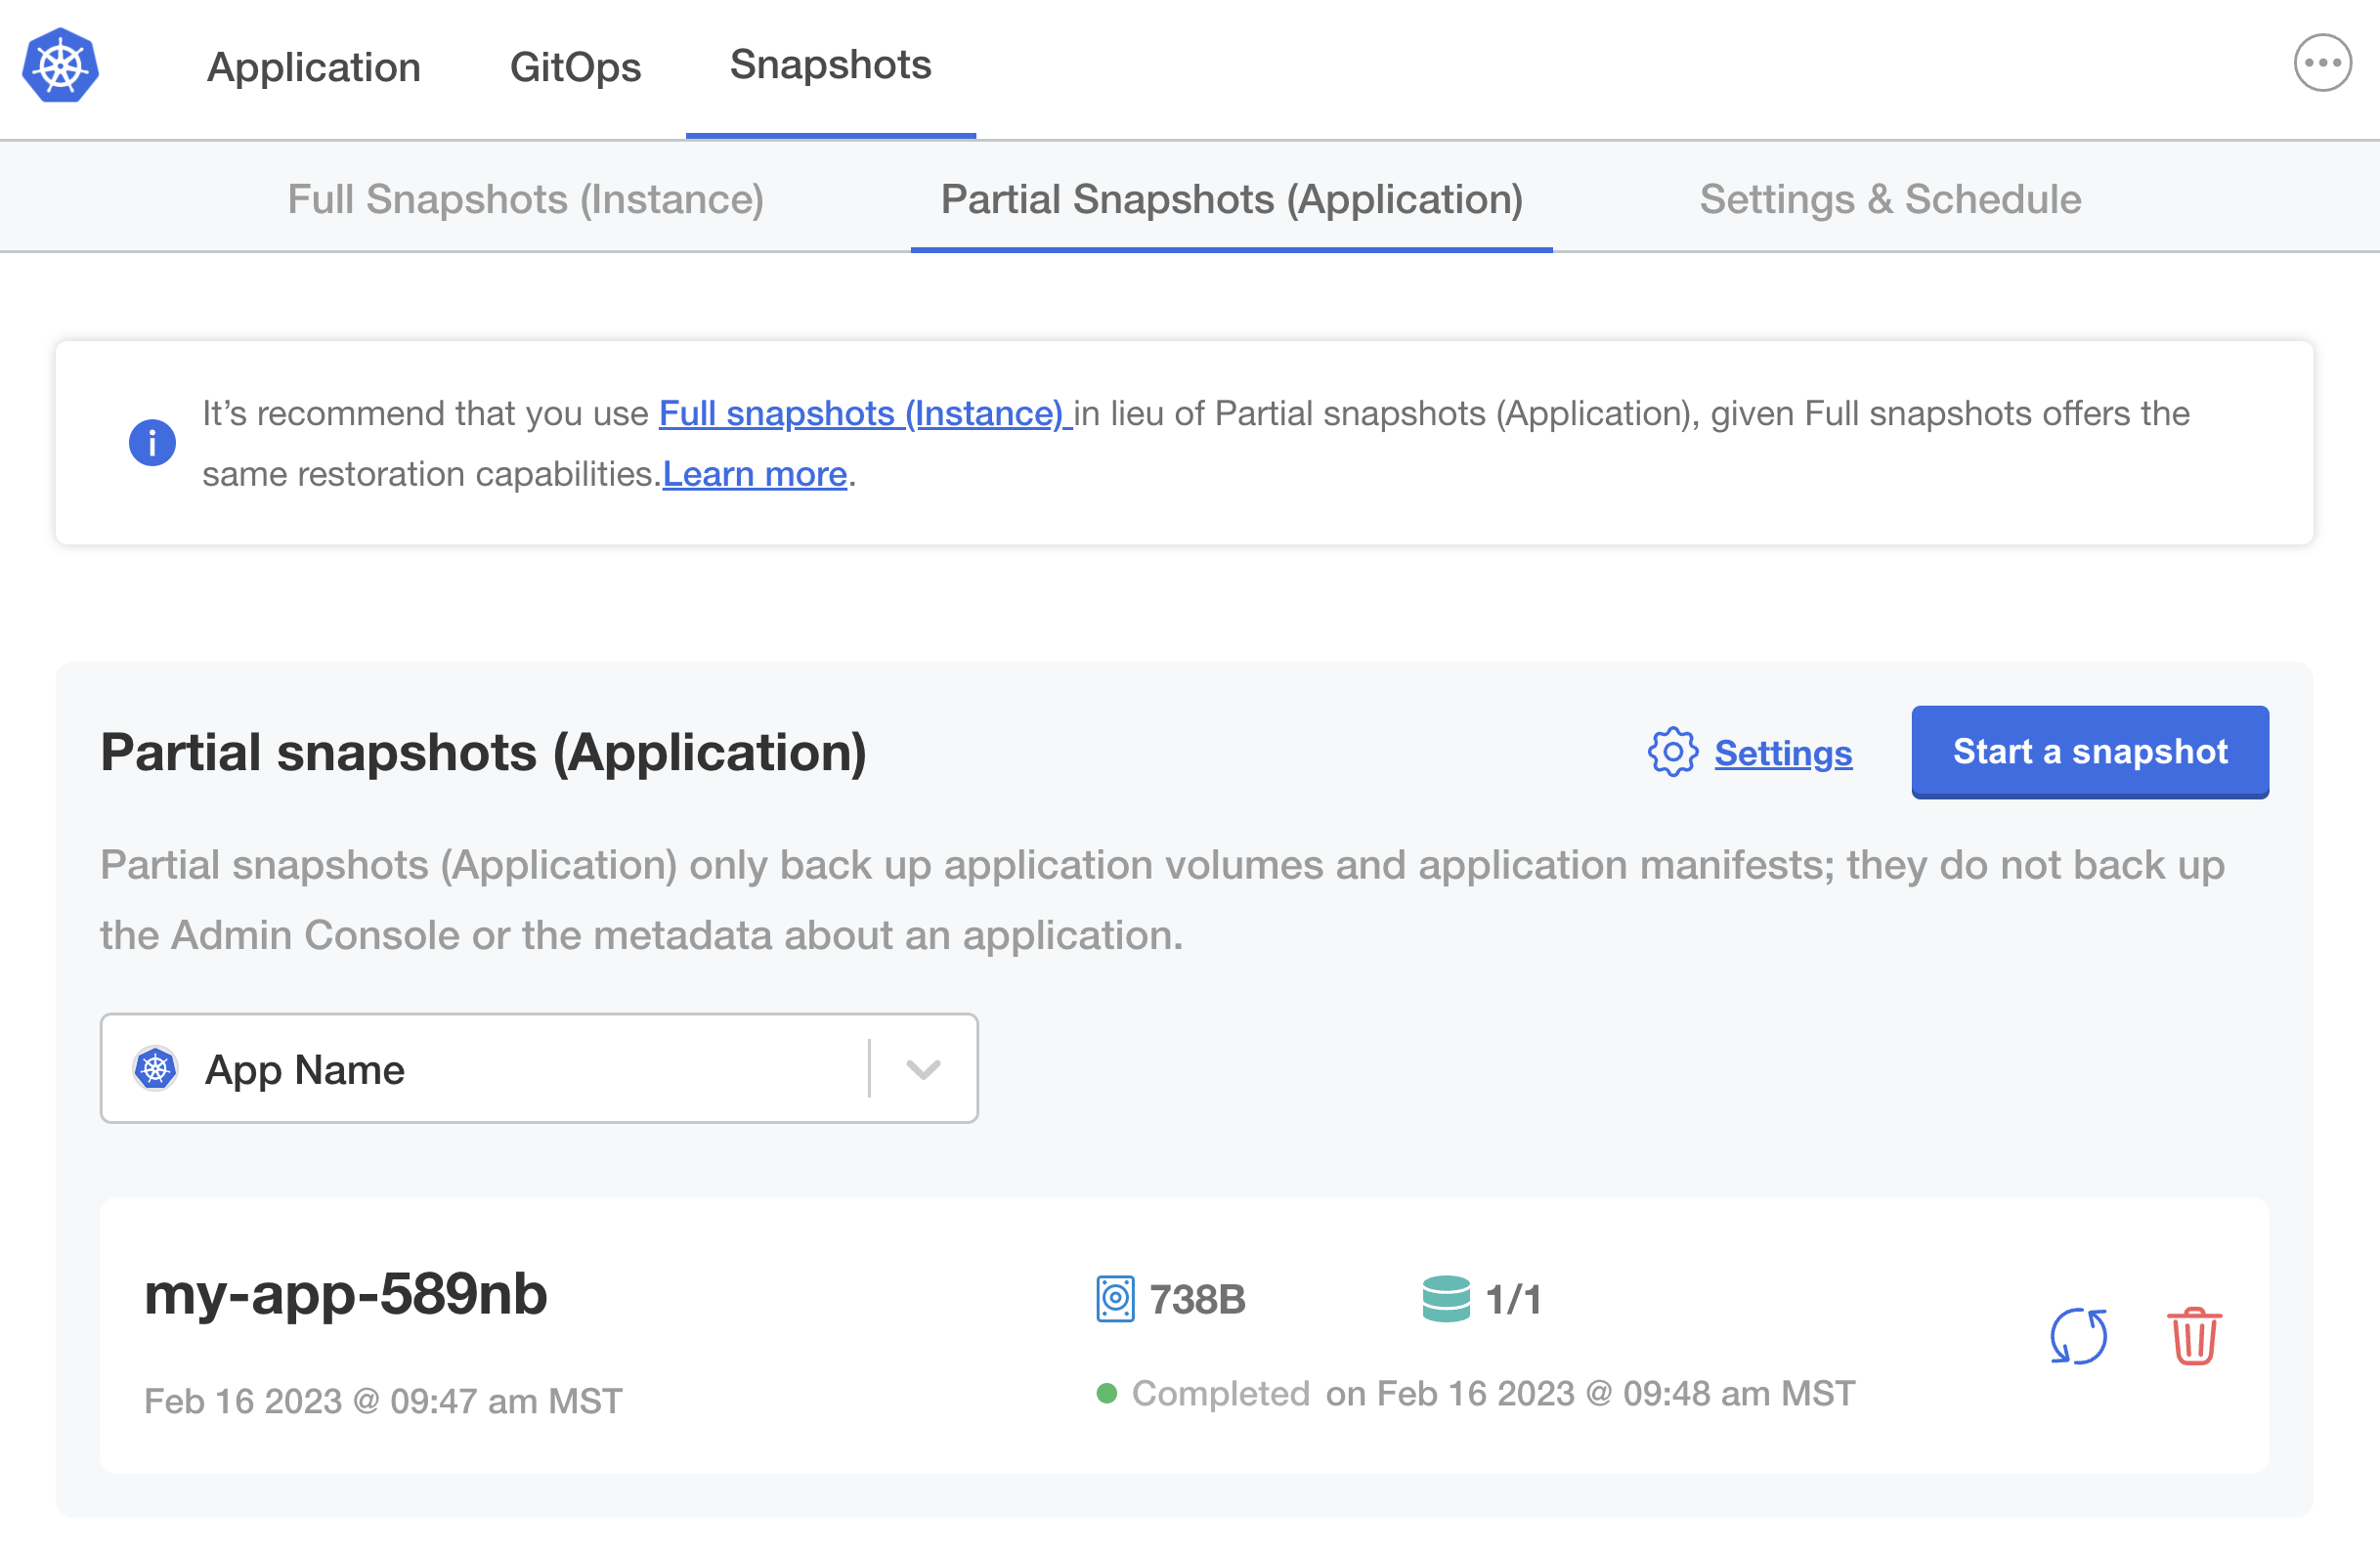 Application GitOps Snapshots
Full Snapshots (Instance) Partial Snapshots (Application) Settings & Schedule
It’s recommend that you use Full snapshots (Instance) in lieu of Partial snapshots (Application), given Full snapshots offers the
same restoration capabilities.Learn more.
Partial snapshots (Application) Settings Start a snapshot
Partial snapshots (Application) only back up application volumes and application manifests; they do not back up
the Admin Console or the metadata about an application.
App Name
my-app-589nb 738B 1/1
Feb 16 2023 @ 09:47 am MST Completed on Feb 16 2023 @ 09:48 am MST